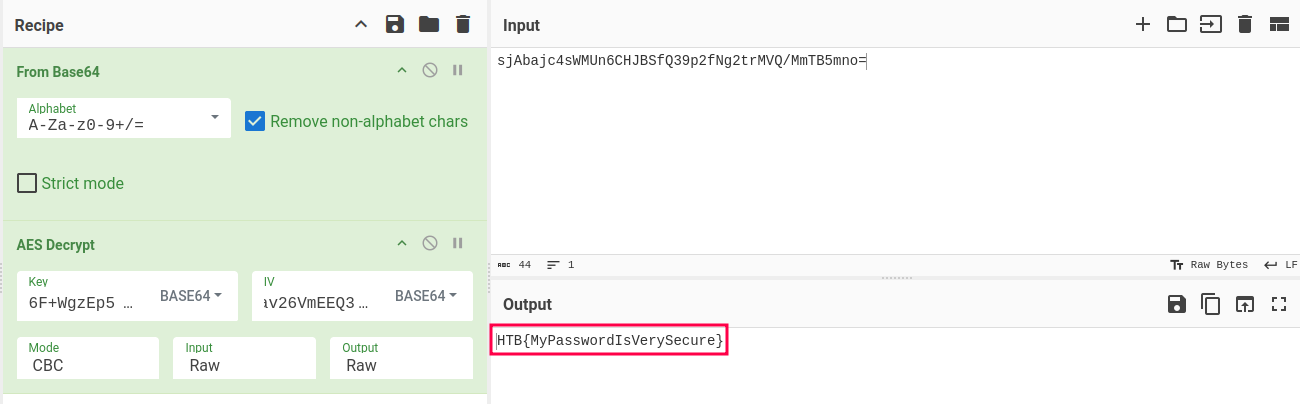 Recipe
From Base64
Alphabet
A-Za-z0-9+/=
Remove non-alphabet chars
Strict mode
AES Decrypt
Key
6F+WgzEp5 …
BASE64
IV
av26VmEEQ3 …
BASE64
Mode
CBC
Input
Raw
Output
Raw
Input
sjAbajc4sWMUn6CHJBSfQ39p2fNg2trMVQ/MmTB5mno=
ABC 44
1
Raw Bytes
LF
Output
HTB{MyPasswordIsVerySecure}